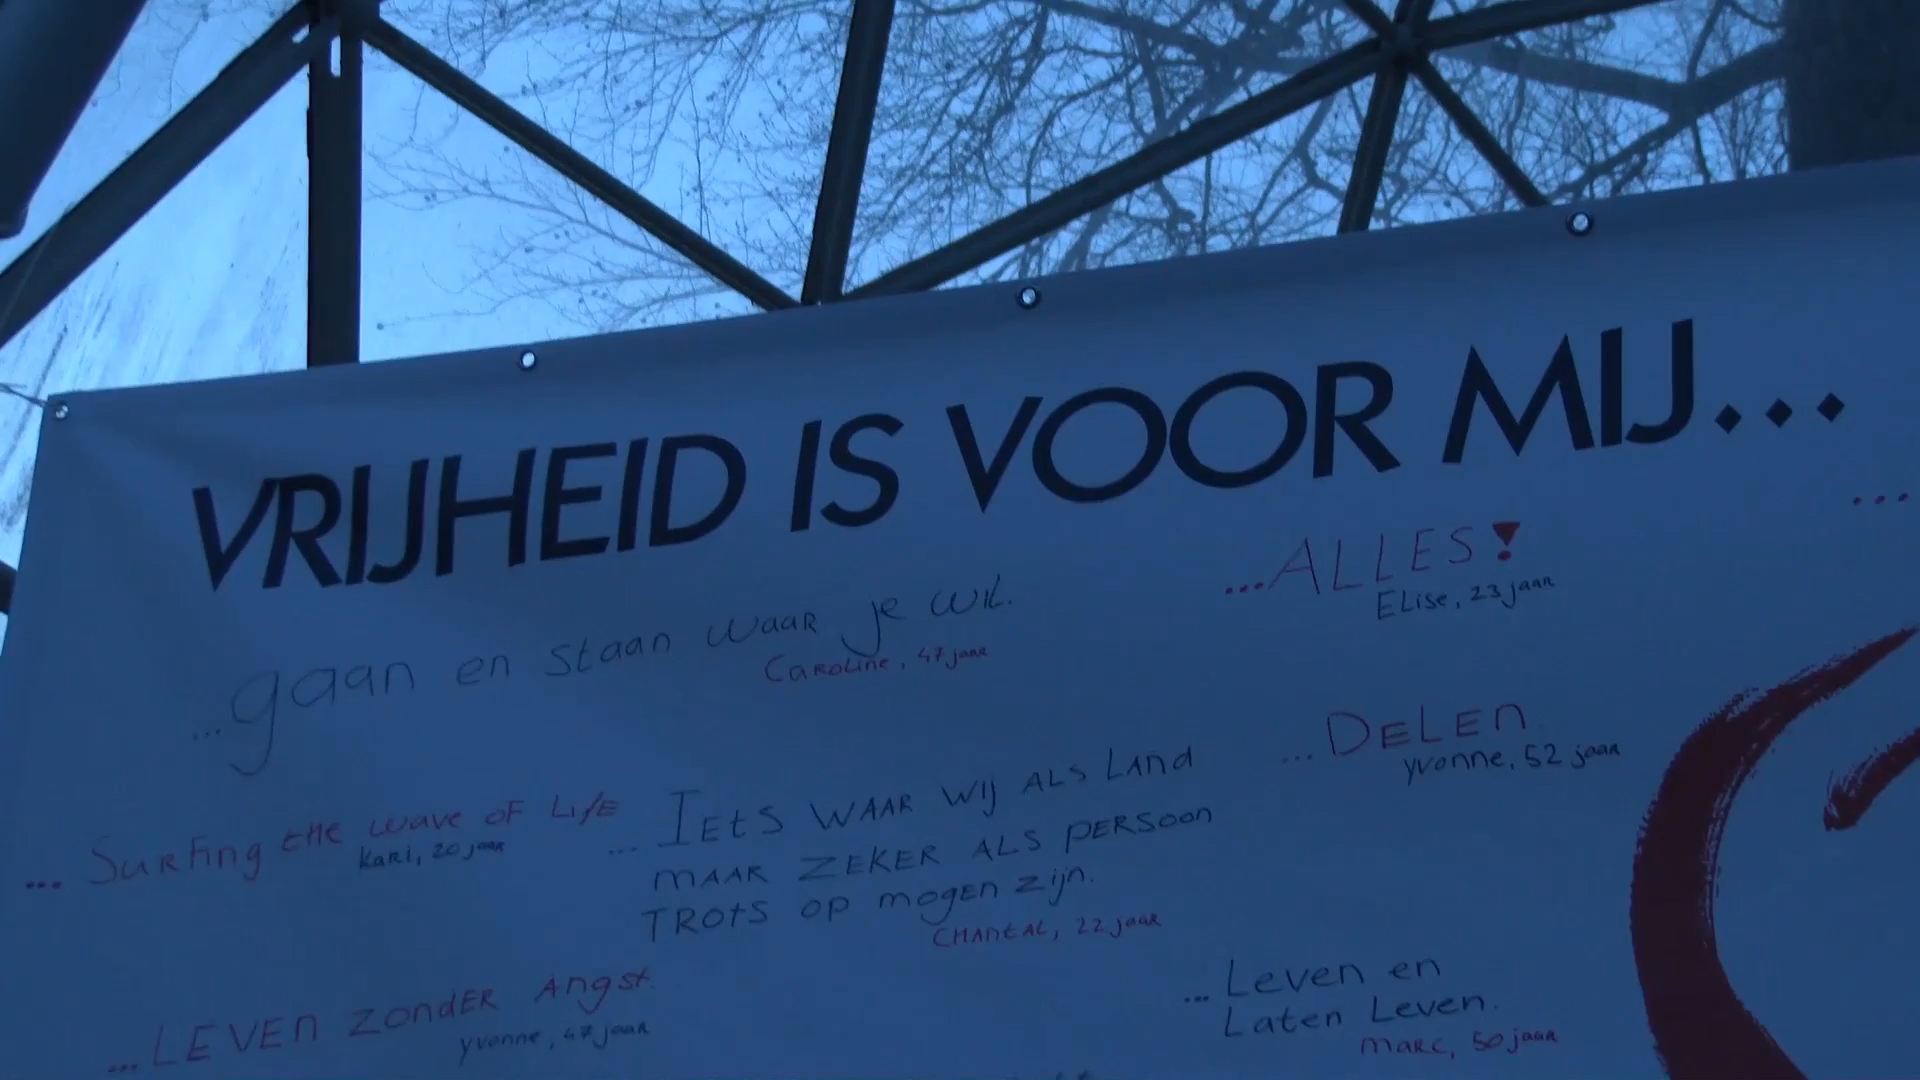 VRIJHEID IS VOOR MIJ...
...gaan en staan waar je wil.
Caroline, 47 jaar
...ALLES!
Elise, 23 jaar
...
...DELEN
yvonne, 52 jaar
...Surfing the wave of Life
Kari, 20 jaar
...Iets waar wij als land
maar zeker als persoon
trots op mogen zijn.
Chantal, 22 jaar
...Leven zonder angst.
yvonne, 47 jaar
...Leven en
Laten Leven.
Marc, 50 jaar